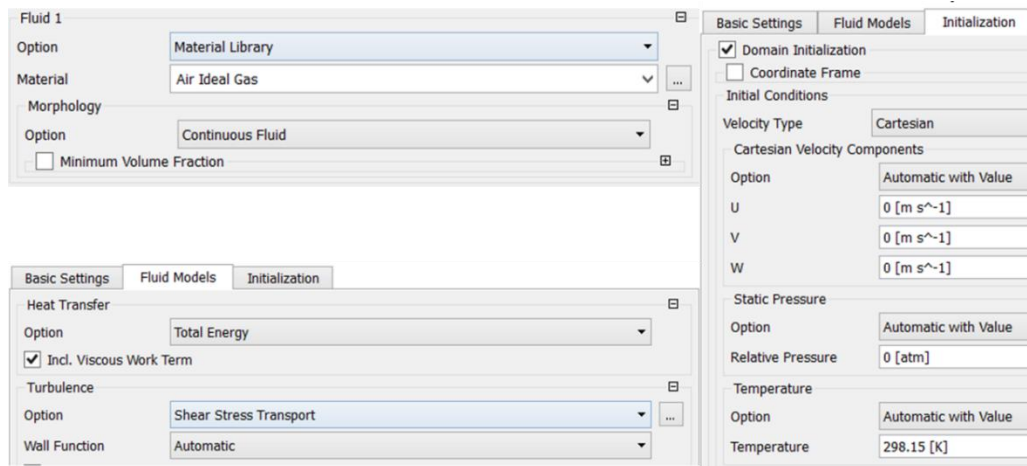 Fluid 1
Option Material Library
Material Air Ideal Gas ...
Morphology
Option Continuous Fluid
Minimum Volume Fraction
Basic Settings Fluid Models Initialization
Heat Transfer
Option Total Energy
Incl. Viscous Work Term
Turbulence
Option Shear Stress Transport ...
Wall Function Automatic
Basic Settings Fluid Models Initialization
Domain Initialization
Coordinate Frame
Initial Conditions
Velocity Type Cartesian
Cartesian Velocity Components
Option Automatic with Value
U 0 [m s^-1]
V 0 [m s^-1]
W 0 [m s^-1]
Static Pressure
Option Automatic with Value
Relative Pressure 0 [atm]
Temperature
Option Automatic with Value
Temperature 298.15 [K]